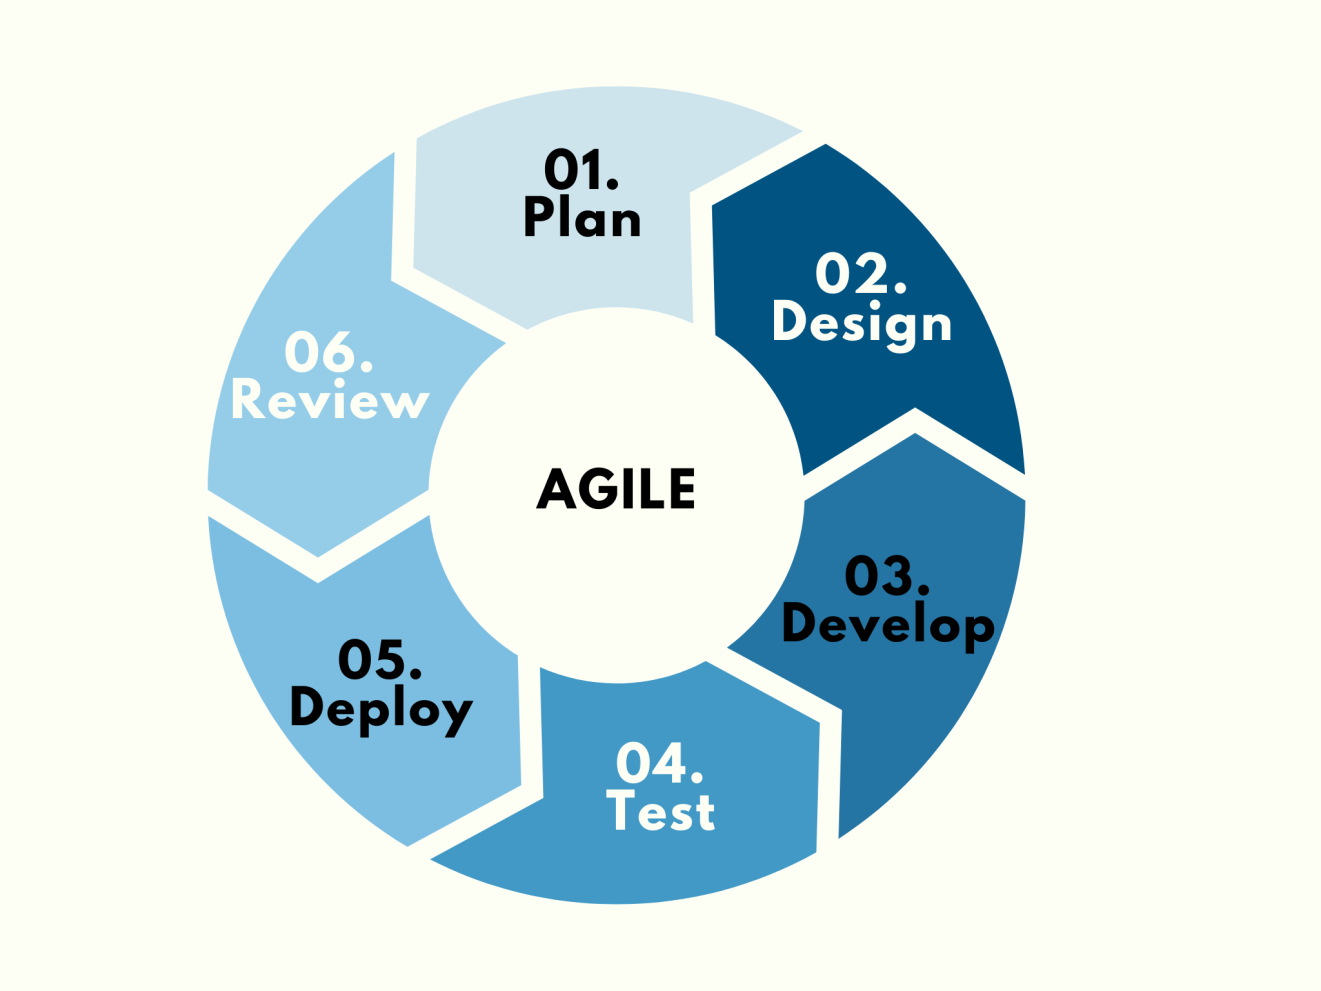 01.
Plan
02.
Design
03.
Develop
04.
Test
05.
Deploy
06.
Review
AGILE